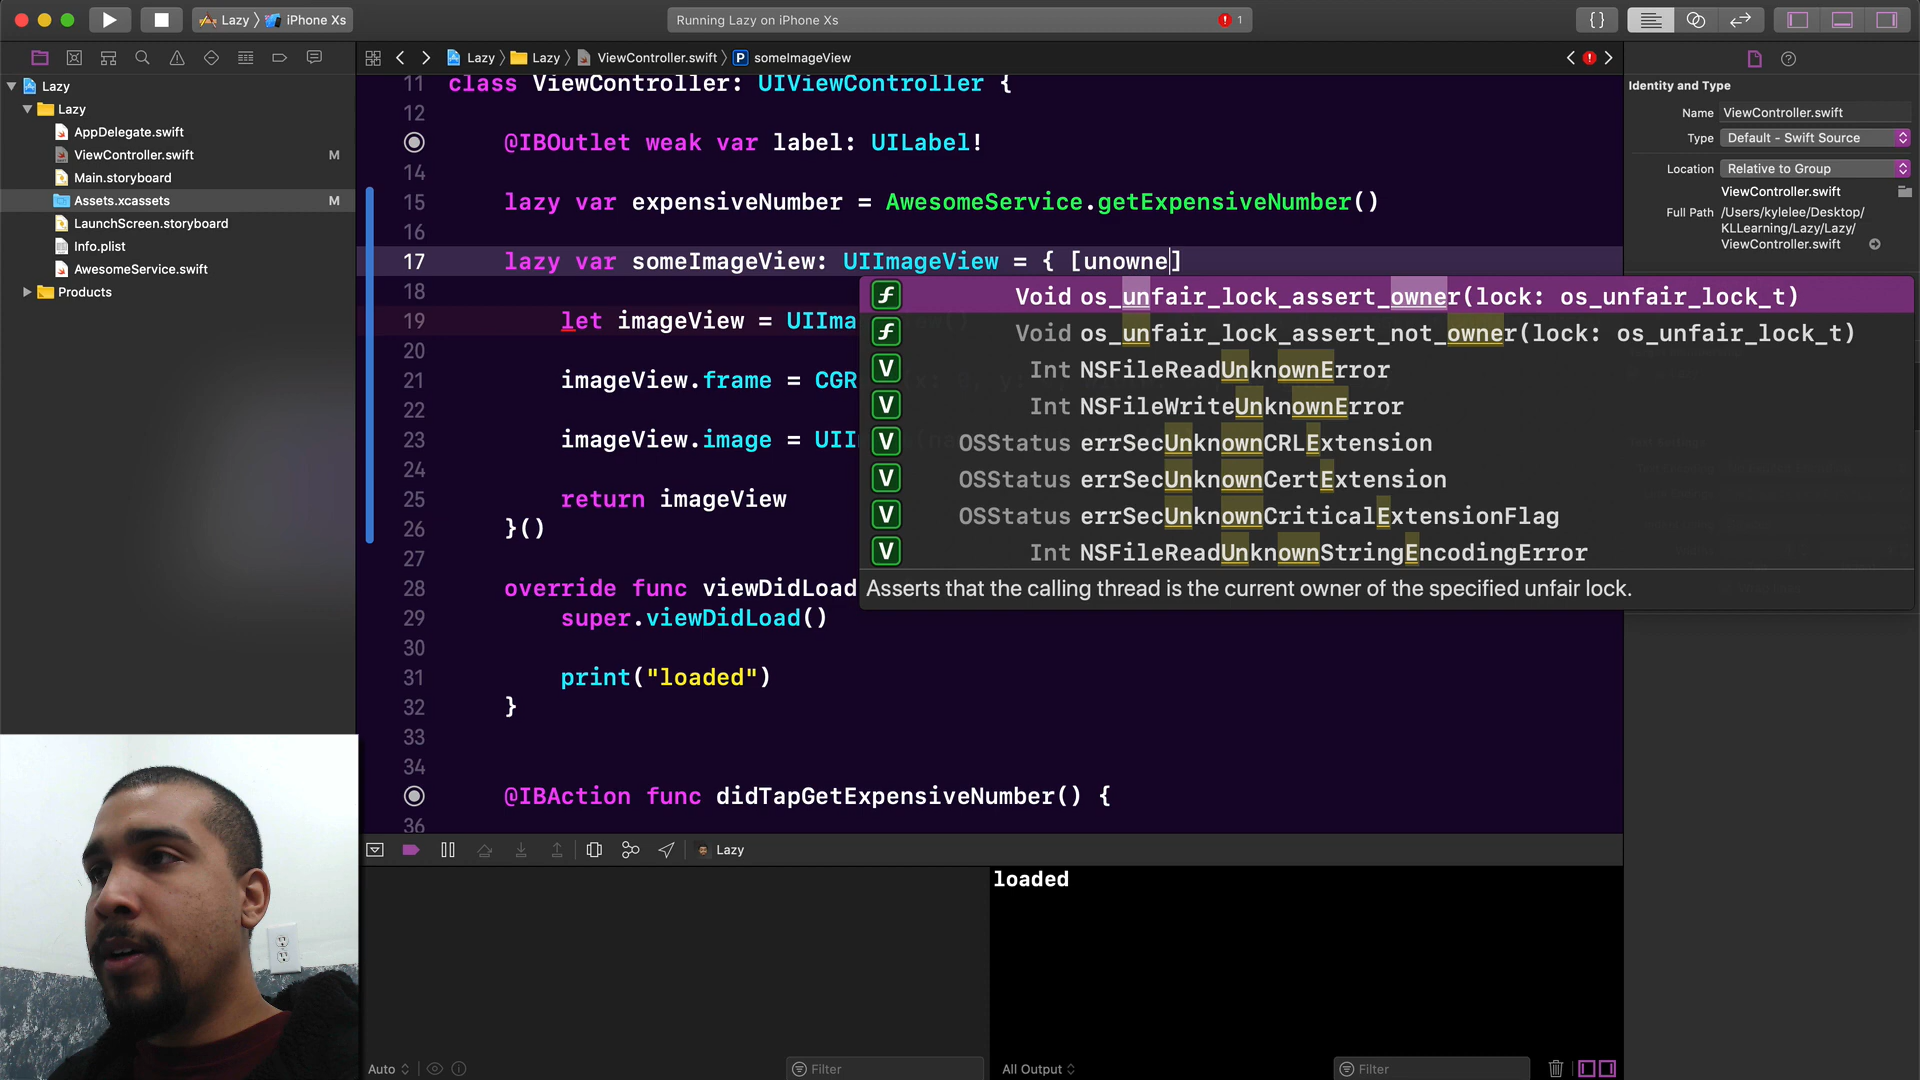 Lazy iPhone Xs
Running Lazy on iPhone Xs
1
Lazy Lazy ViewController.swift P someImageView
Lazy
Lazy
AppDelegate.swift
ViewController.swift M
Main.storyboard
Assets.xcassets M
LaunchScreen.storyboard
Info.plist
AwesomeService.swift
Products
11 class ViewController: UIViewController {
12
@IBOutlet weak var label: UILabel!
14
15 lazy var expensiveNumber = AwesomeService.getExpensiveNumber()
16
17 lazy var someImageView: UIImageView = { [unowne]
18
19 let imageView = UIIma
20
21 imageView.frame = CGR
22
23 imageView.image = UII
24
25 return imageView
26 }()
27
28 override func viewDidLoad
29 super.viewDidLoad()
30
31 print("loaded")
32 }
33
34
@IBAction func didTapGetExpensiveNumber() {
36
f Void os_unfair_lock_assert_owner(lock: os_unfair_lock_t)
f Void os_unfair_lock_assert_not_owner(lock: os_unfair_lock_t)
V Int NSFileReadUnknownError
V Int NSFileWriteUnknownError
V OSStatus errSecUnknownCRLExtension
V OSStatus errSecUnknownCertExtension
V OSStatus errSecUnknownCriticalExtensionFlag
V Int NSFileReadUnknownStringEncodingError
Asserts that the calling thread is the current owner of the specified unfair lock.
Identity and Type
Name ViewController.swift
Type Default - Swift Source
Location Relative to Group
ViewController.swift
Full Path /Users/kylelee/Desktop/
KLLearning/Lazy/Lazy/
ViewController.swift
Lazy
loaded
Auto
Filter
All Output
Filter